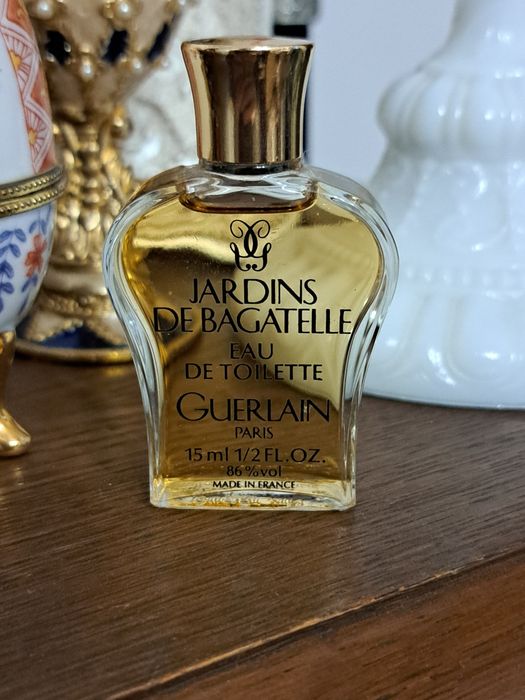 JARDINS
DE BAGATELLE
EAU
DE TOILETTE
GUERLAIN
PARIS
15 ml 1/2 FL.OZ.
86 % vol
MADE IN FRANCE